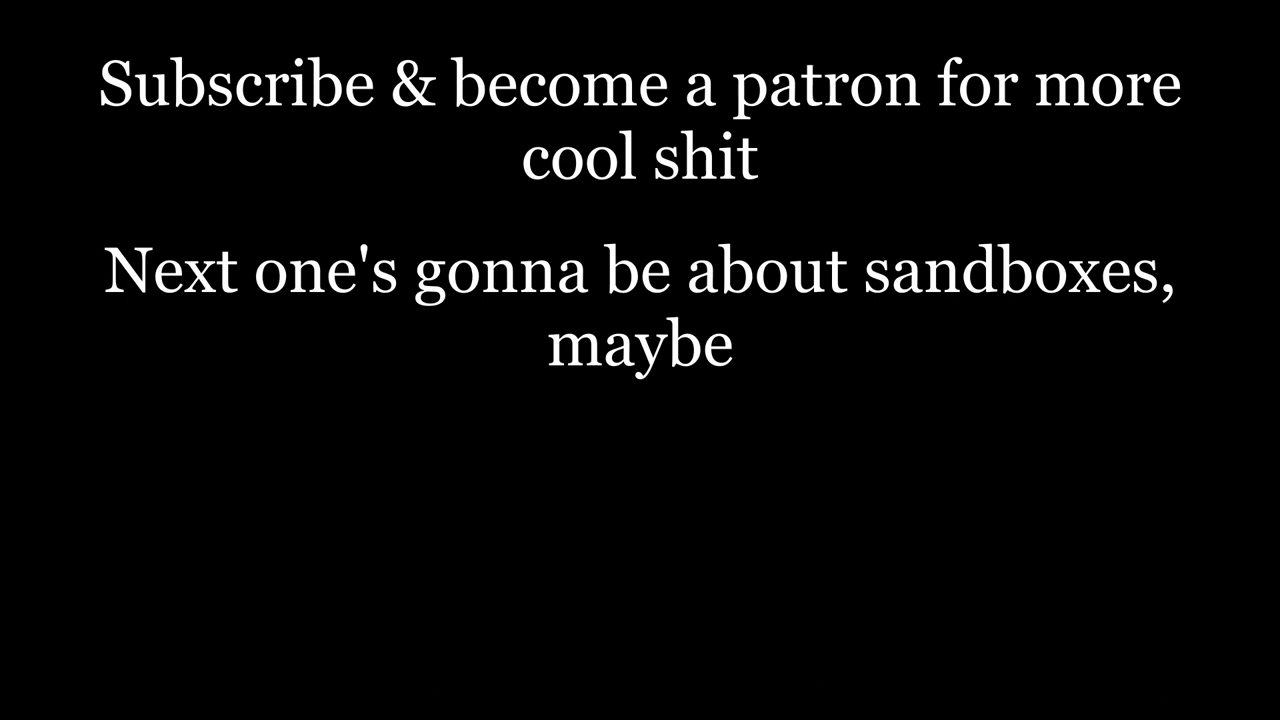 Subscribe & become a patron for more
cool shit
Next one's gonna be about sandboxes,
maybe